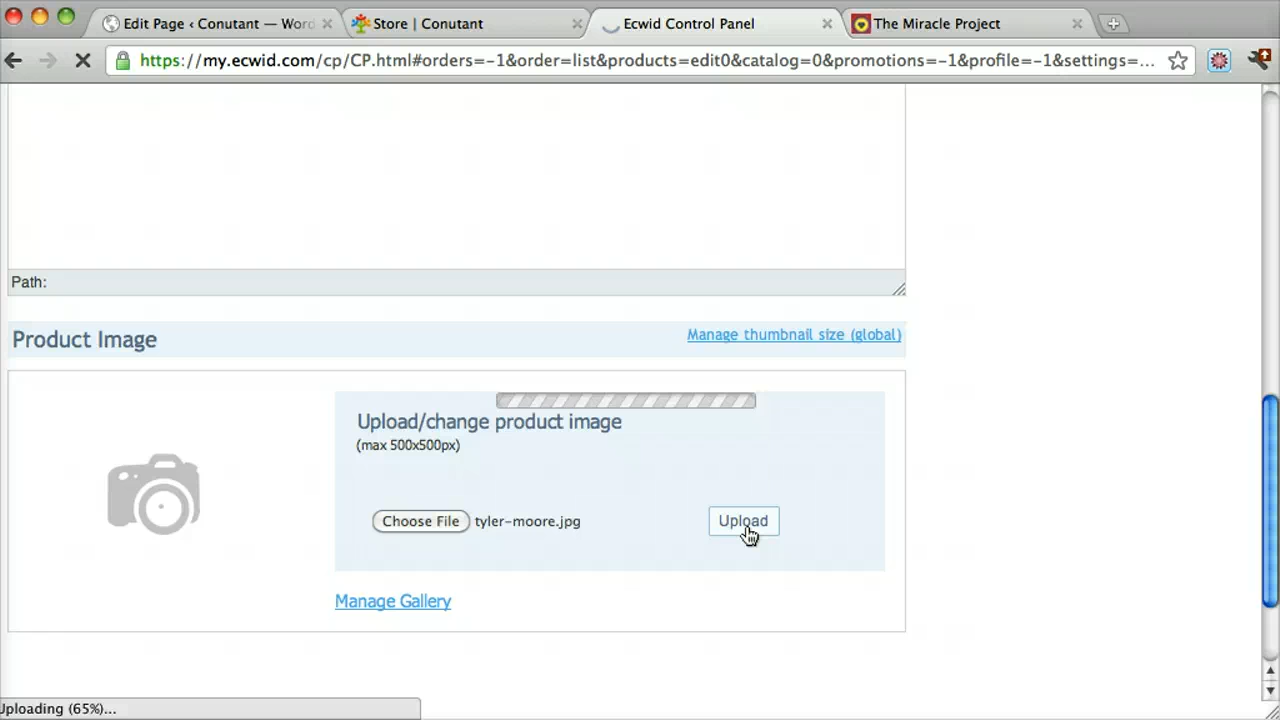 Edit Page ‹ Conutant — Word
Store | Conutant
Ecwid Control Panel
The Miracle Project
https://my.ecwid.com/cp/CP.html#orders=-1&order=list&products=edit0&catalog=0&promotions=-1&profile=-1&settings=...
Path:
Product Image
Manage thumbnail size (global)
Upload/change product image
(max 500x500px)
Choose File
tyler-moore.jpg
Upload
Manage Gallery
Uploading (65%)...